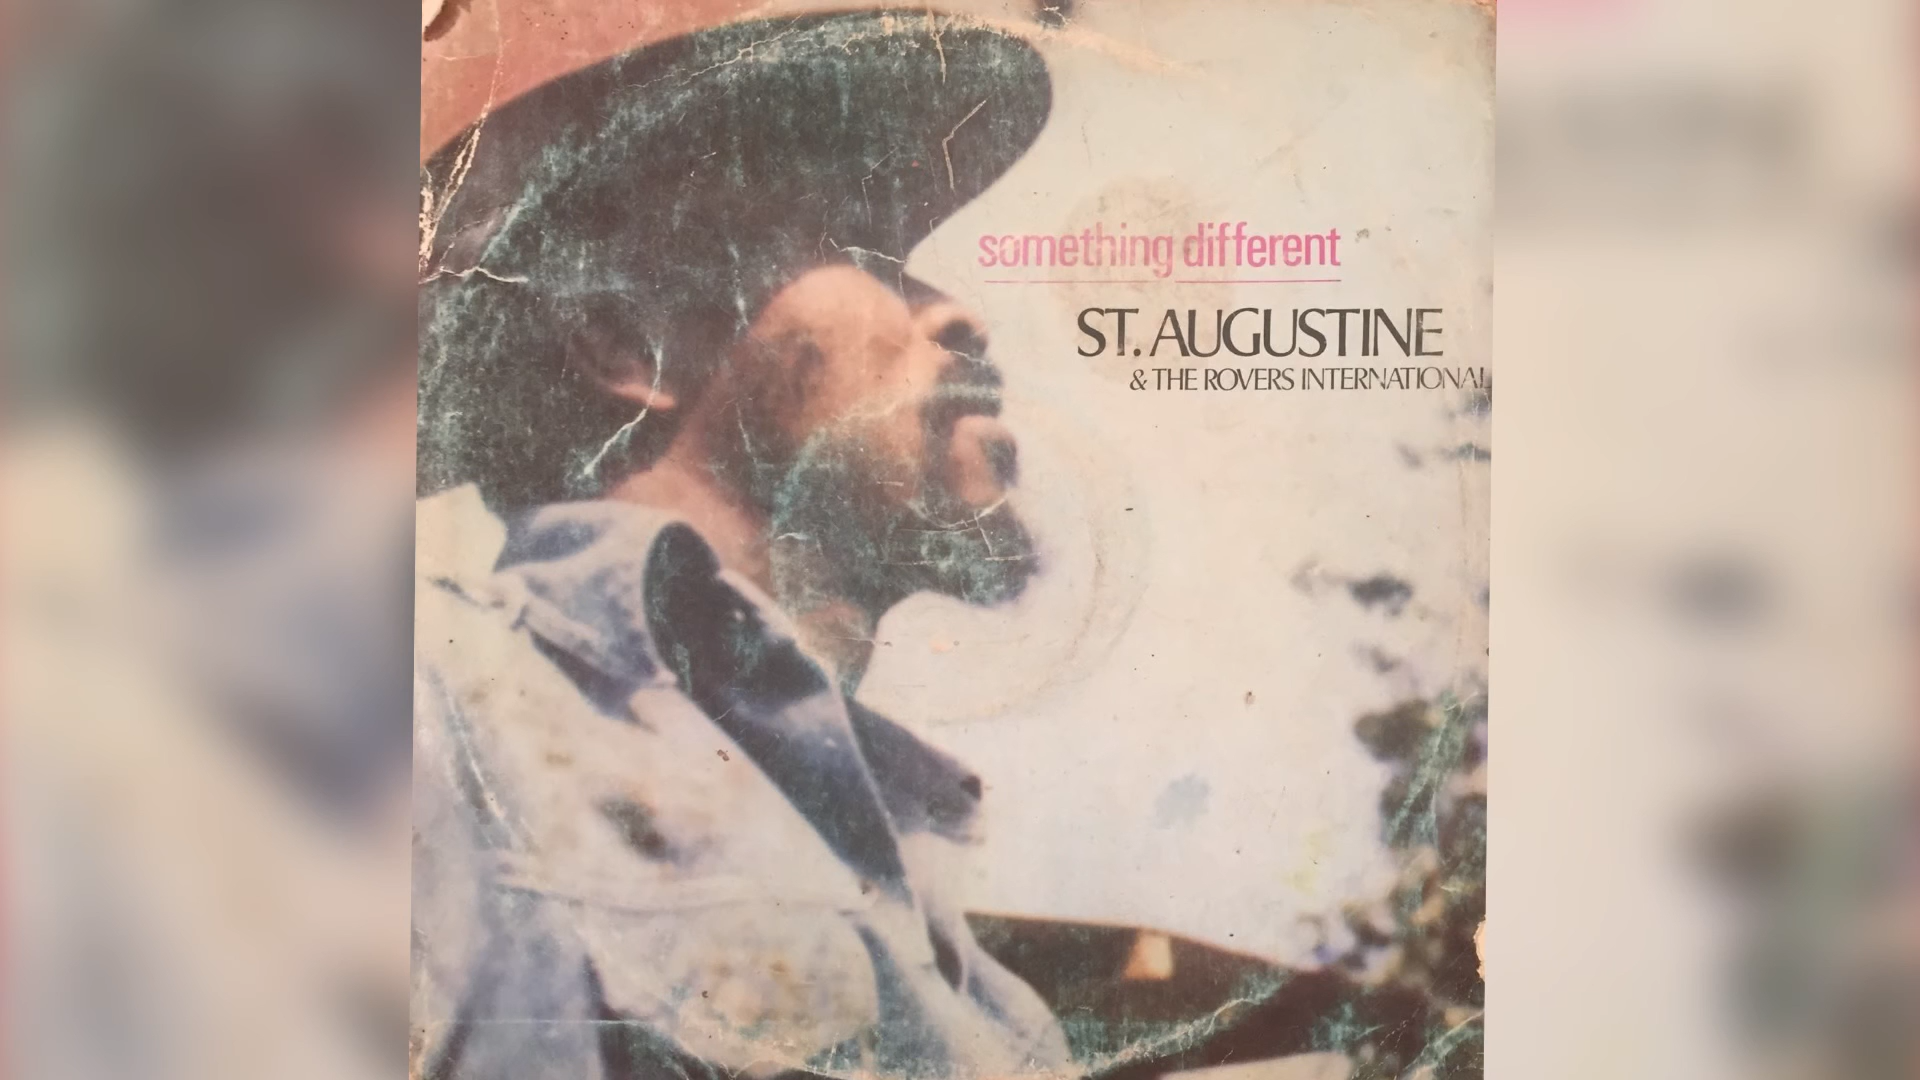 something different
ST. AUGUSTINE
& THE ROVERS INTERNATIONAL